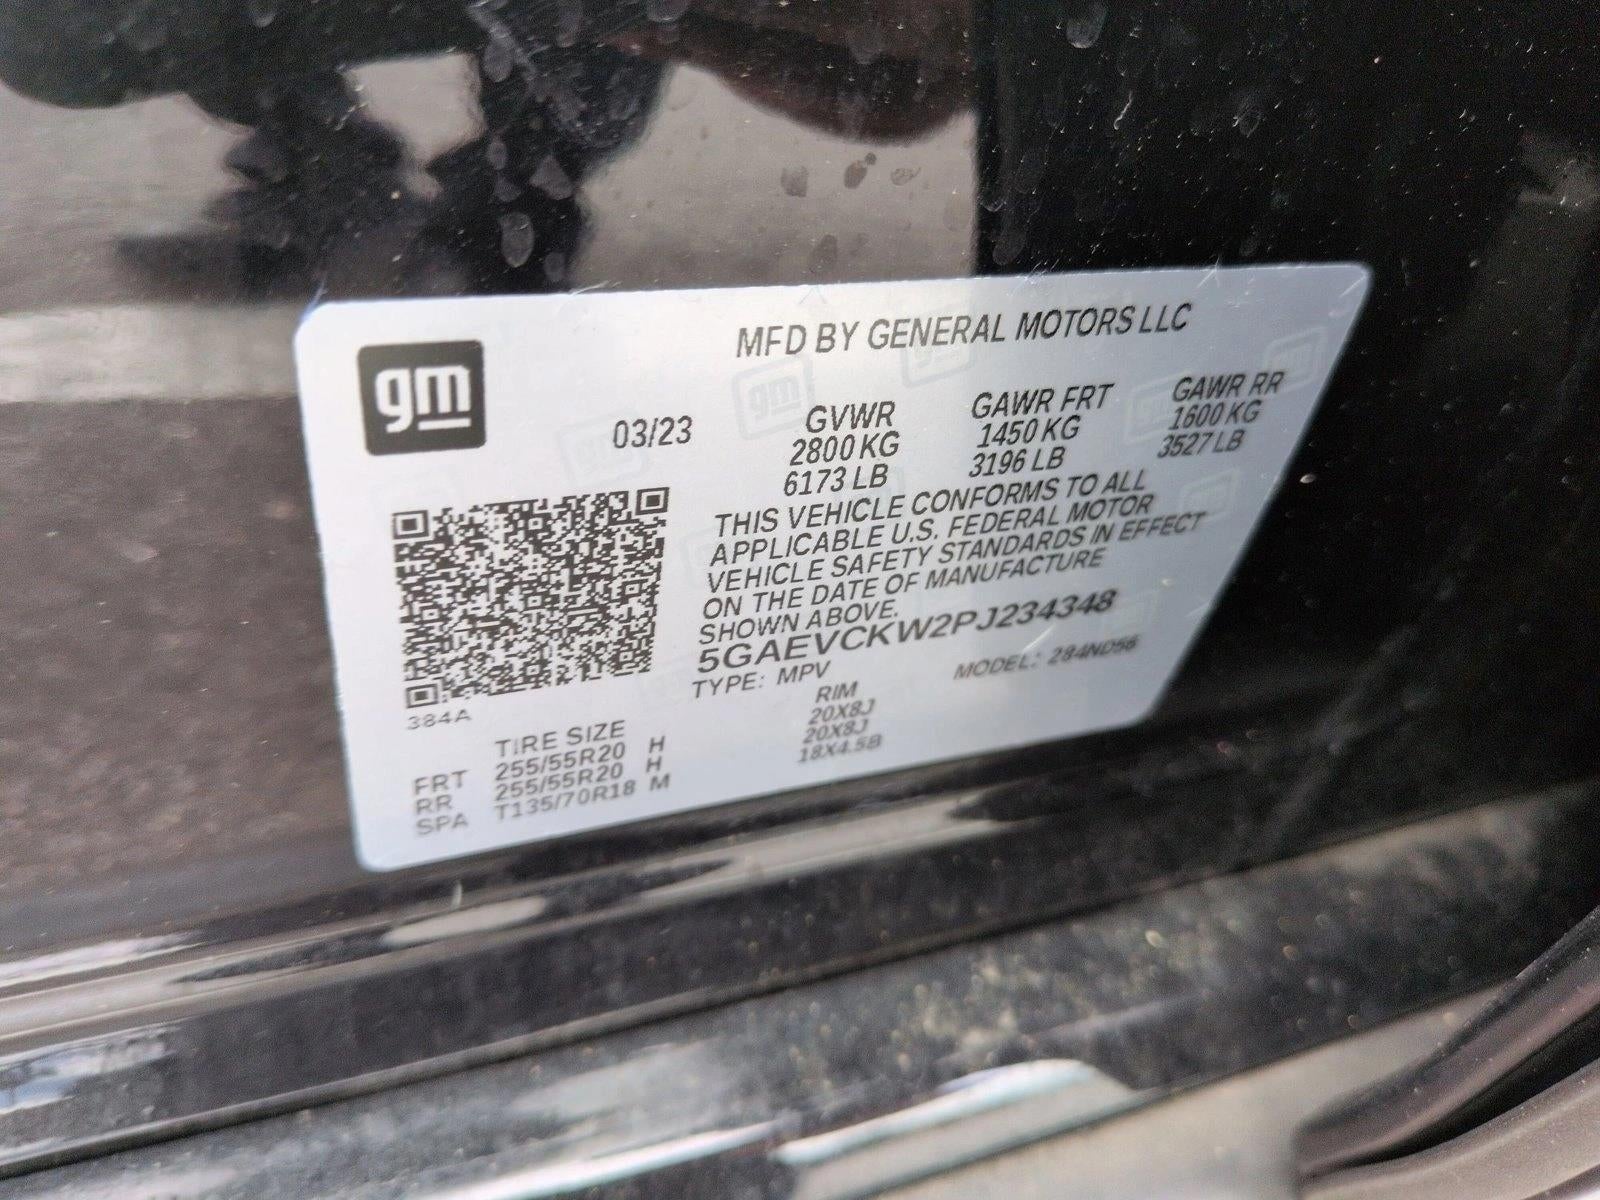 gm
MFD BY GENERAL MOTORS LLC
03/23
GVWR
2800 KG
6173 LB
GAWR FRT
1450 KG
3196 LB
GAWR RR
1600 KG
3527 LB
THIS VEHICLE CONFORMS TO ALL
APPLICABLE U.S. FEDERAL MOTOR
VEHICLE SAFETY STANDARDS IN EFFECT
ON THE DATE OF MANUFACTURE
SHOWN ABOVE.
5GAEVCKW2PJ234348
TYPE: MPV
MODEL: 284ND56
384A
TIRE SIZE
RIM
FRT 255/55R20 H 20X8J
RR 255/55R20 H 20X8J
SPA T135/70R18 M 18X4.5B